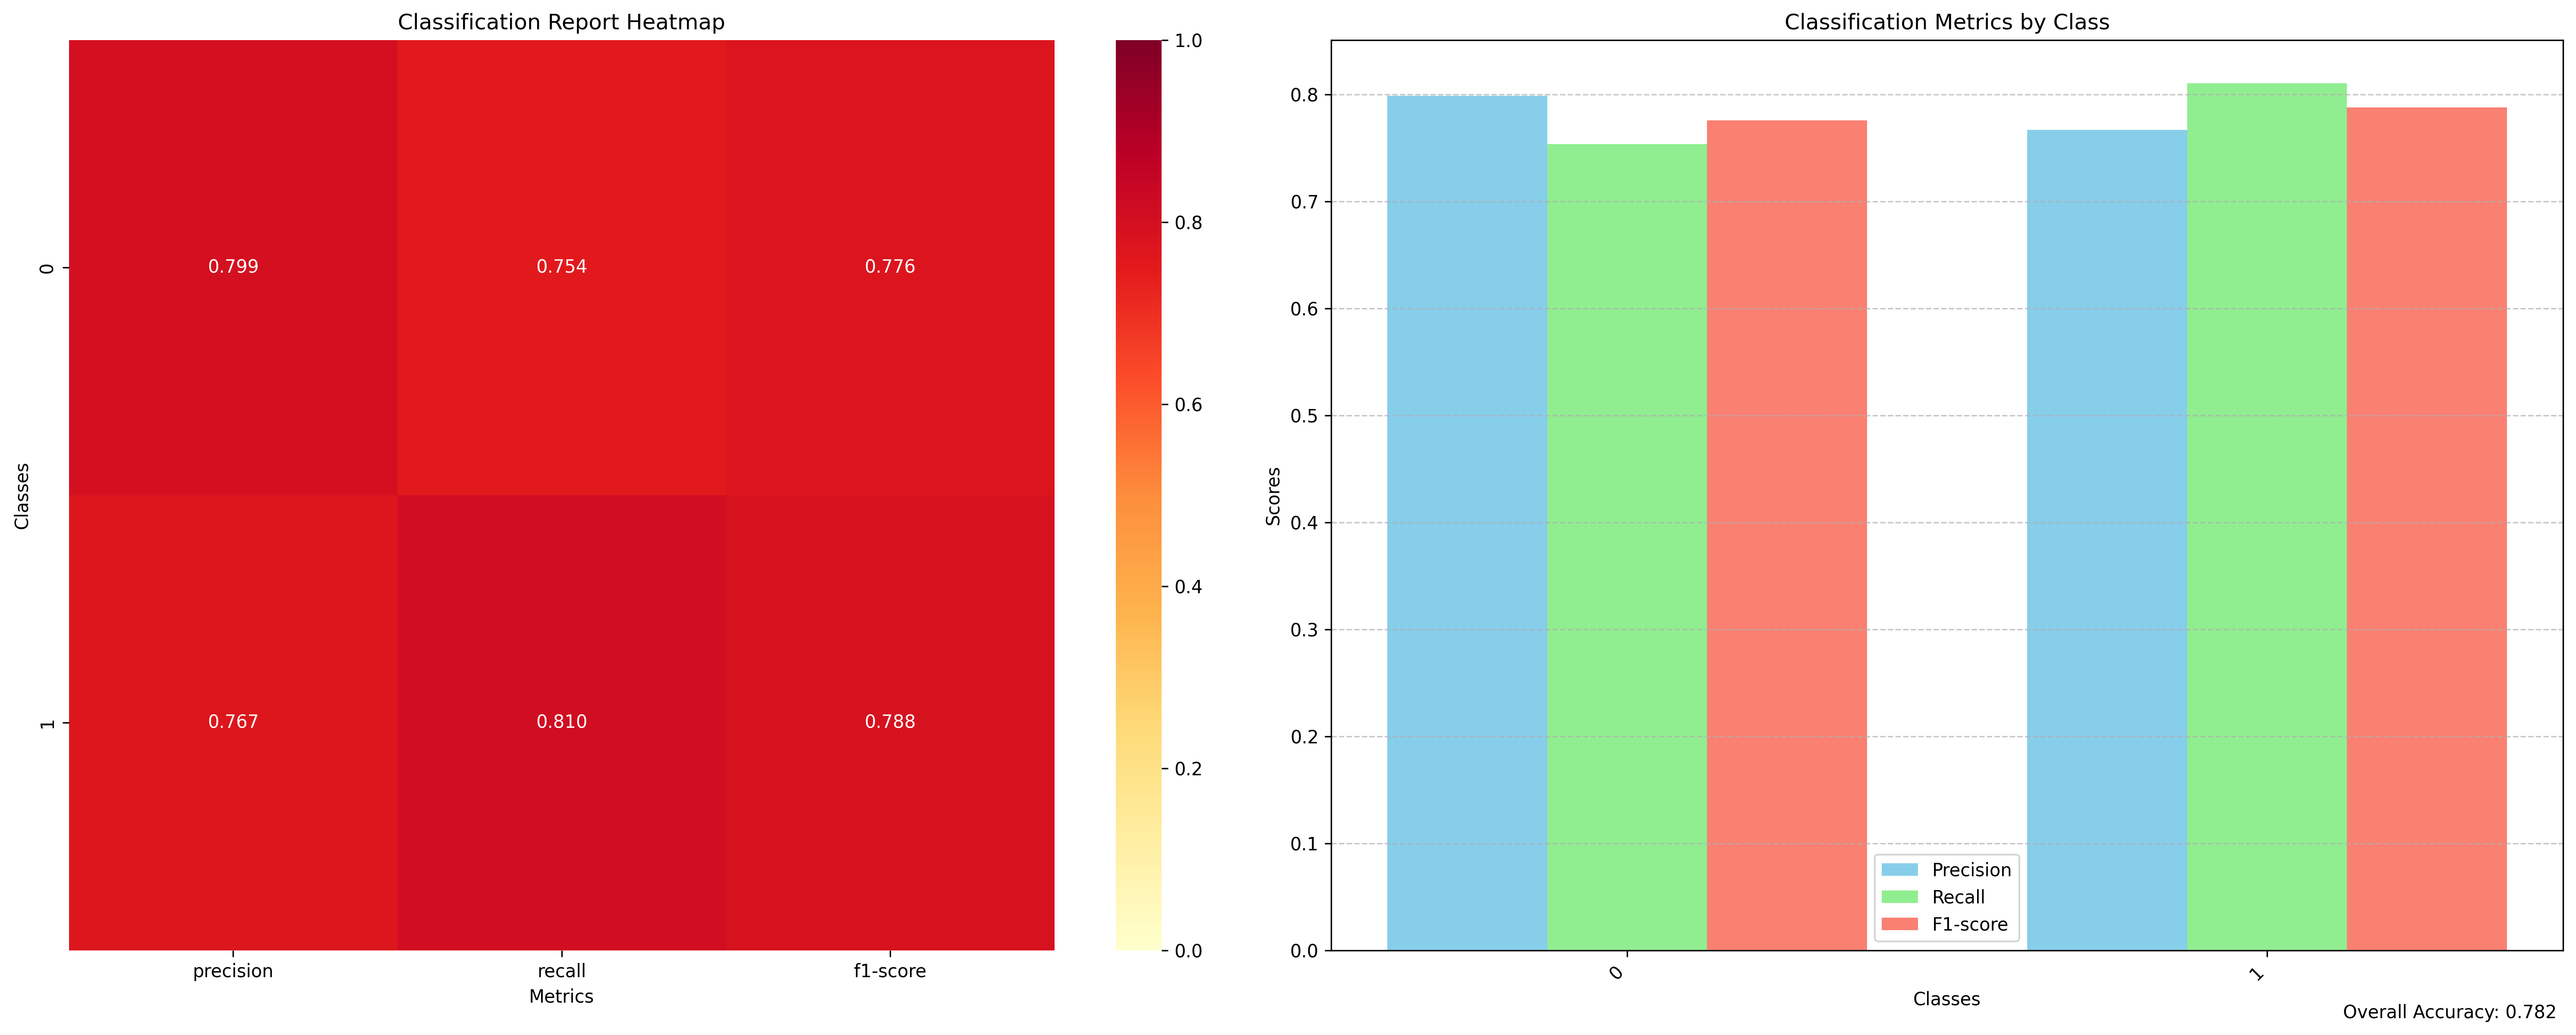 Classification Report Heatmap
Classes
0
1
0.799 0.754 0.776
0.767 0.810 0.788
precision recall f1-score
Metrics
1.0
0.8
0.6
0.4
0.2
0.0
Classification Metrics by Class
Scores
0.8
0.7
0.6
0.5
0.4
0.3
0.2
0.1
0.0
Precision
Recall
F1-score
0 1
Classes
Overall Accuracy: 0.782